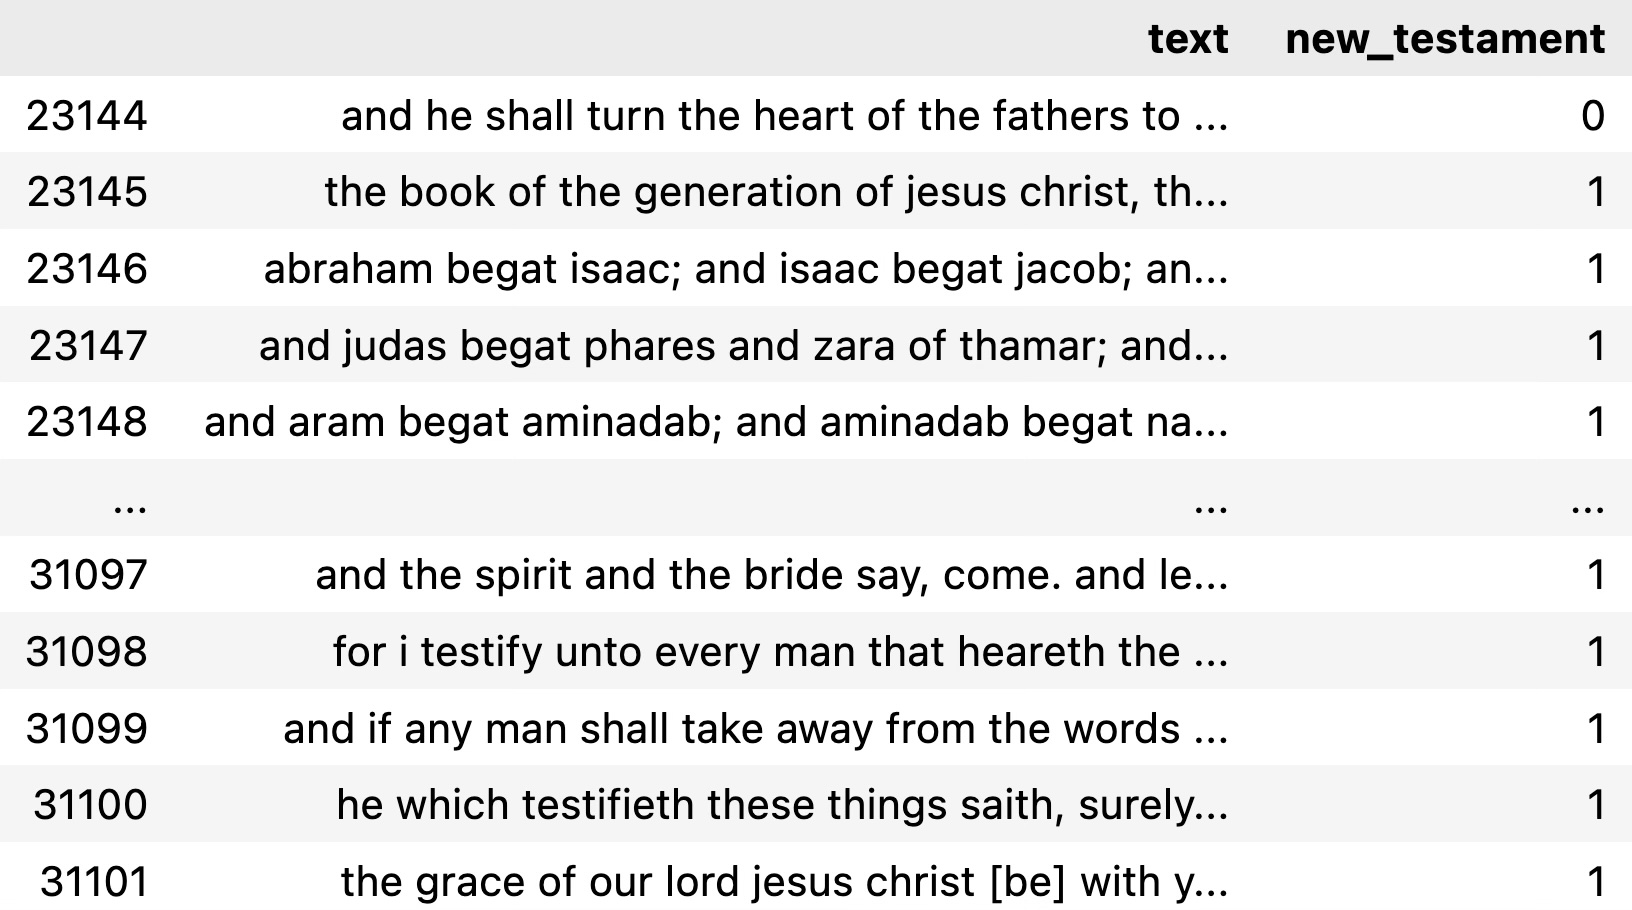 text new_testament
23144 and he shall turn the heart of the fathers to ... 0
23145 the book of the generation of jesus christ, th... 1
23146 abraham begat isaac; and isaac begat jacob; an... 1
23147 and judas begat phares and zara of thamar; and... 1
23148 and aram begat aminadab; and aminadab begat na... 1
... ... ...
31097 and the spirit and the bride say, come. and le... 1
31098 for i testify unto every man that heareth the ... 1
31099 and if any man shall take away from the words ... 1
31100 he which testifieth these things saith, surely... 1
31101 the grace of our lord jesus christ [be] with y... 1